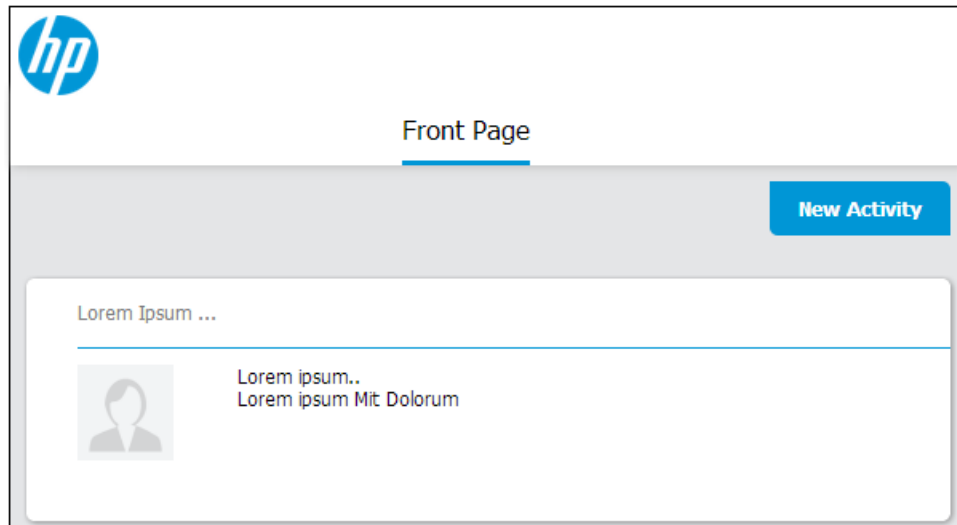 hp
Front Page
New Activity
Lorem Ipsum ...
Lorem ipsum..
Lorem ipsum Mit Dolorum